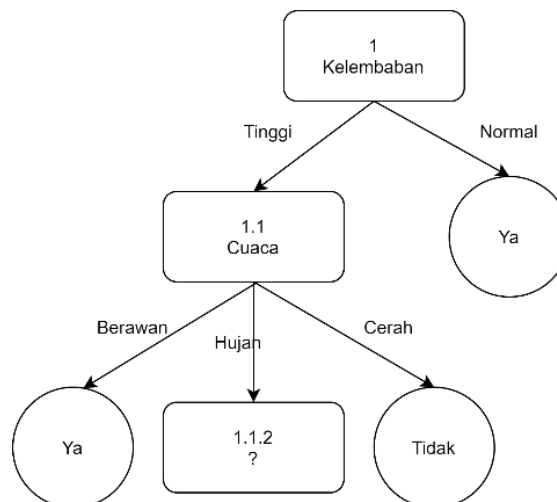 1
Kelembaban
Tinggi
Normal
1.1
Cuaca
Ya
Berawan
Hujan
Cerah
Ya
1.1.2
?
Tidak